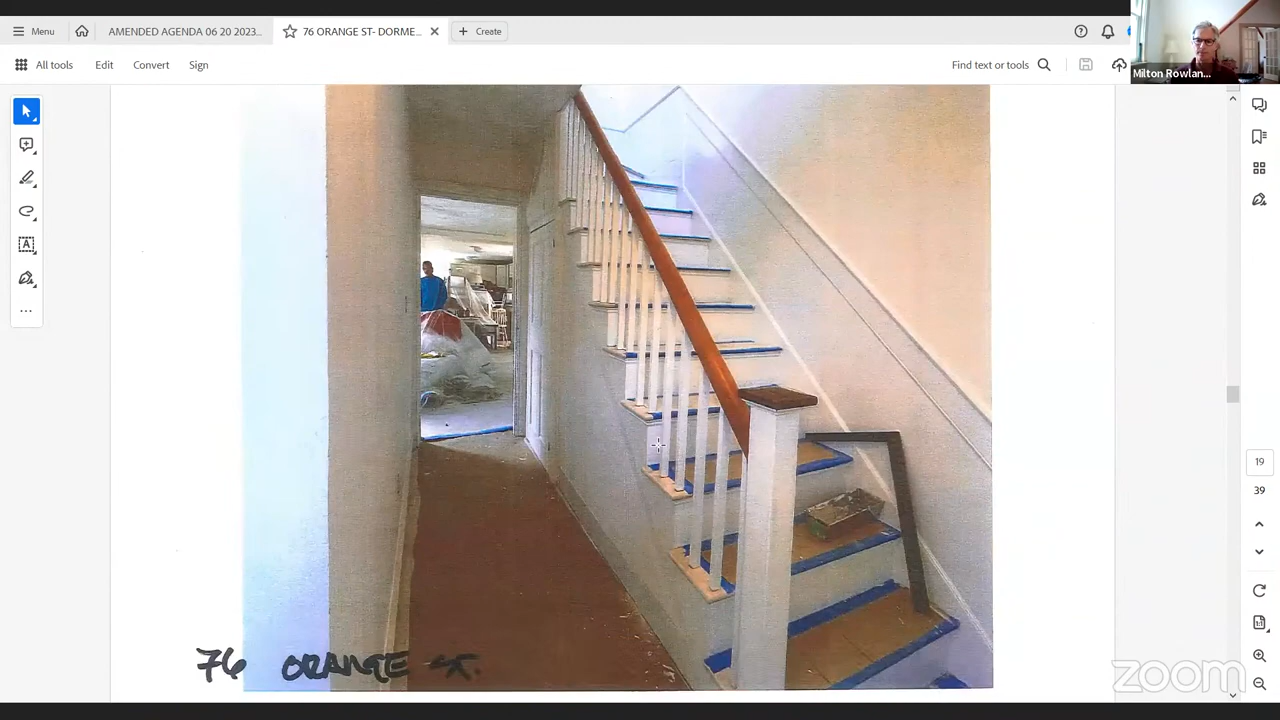 Menu
AMENDED AGENDA 06 20 2023...
76 ORANGE ST- DORME...
Create
All tools
Edit
Convert
Sign
Find text or tools
Milton Rowlan...
19
39
76 ORANGE ST.
zoom